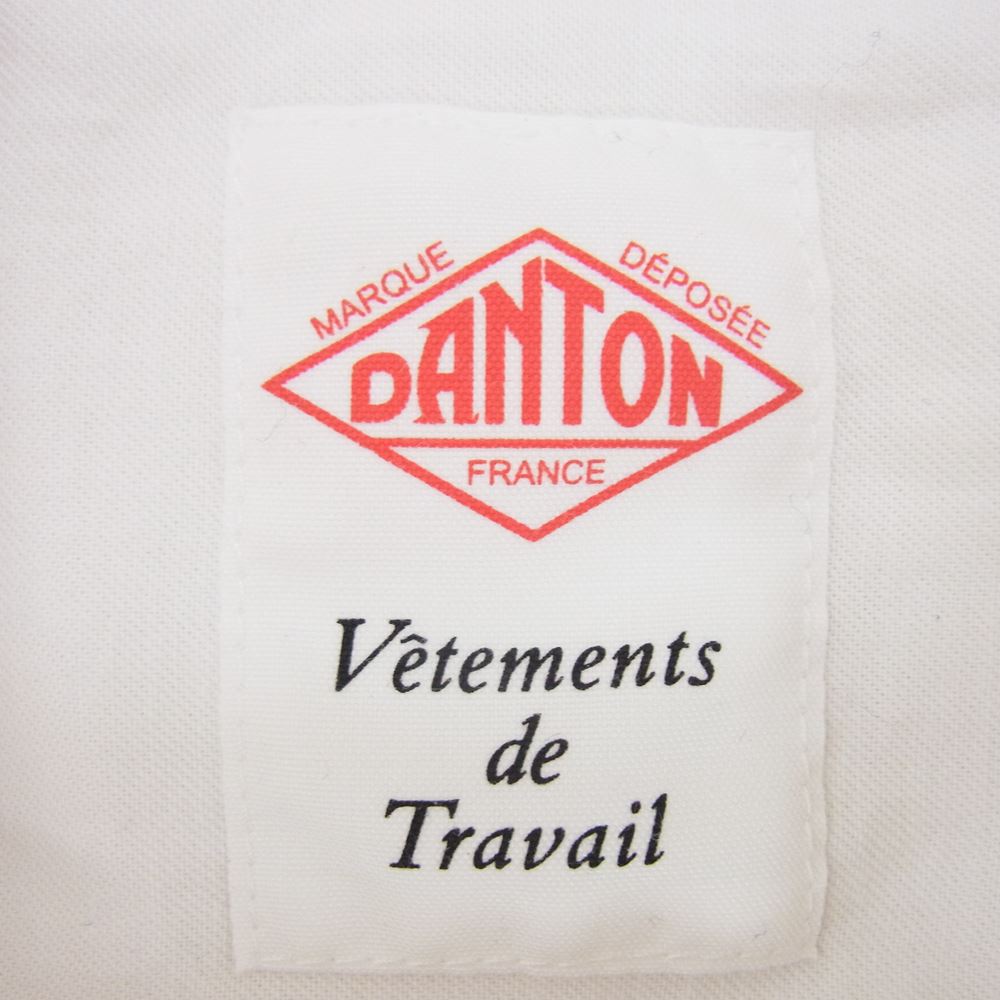 MARQUE DÉPOSÉE
DANTON
FRANCE
Vêtements
de
Travail